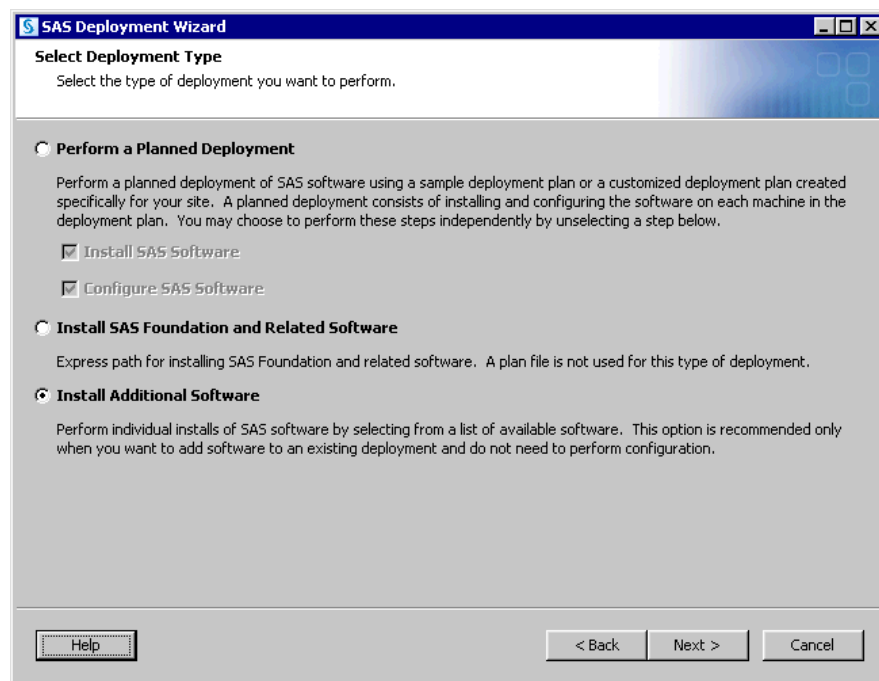 SAS Deployment Wizard
Select Deployment Type
Select the type of deployment you want to perform.
Perform a Planned Deployment
Perform a planned deployment of SAS software using a sample deployment plan or a customized deployment plan created
specifically for your site.  A planned deployment consists of installing and configuring the software on each machine in the
deployment plan.  You may choose to perform these steps independently by unselecting a step below.
Install SAS Software
Configure SAS Software
Install SAS Foundation and Related Software
Express path for installing SAS Foundation and related software.  A plan file is not used for this type of deployment.
Install Additional Software
Perform individual installs of SAS software by selecting from a list of available software.  This option is recommended only
when you want to add software to an existing deployment and do not need to perform configuration.
Help
< Back
Next >
Cancel